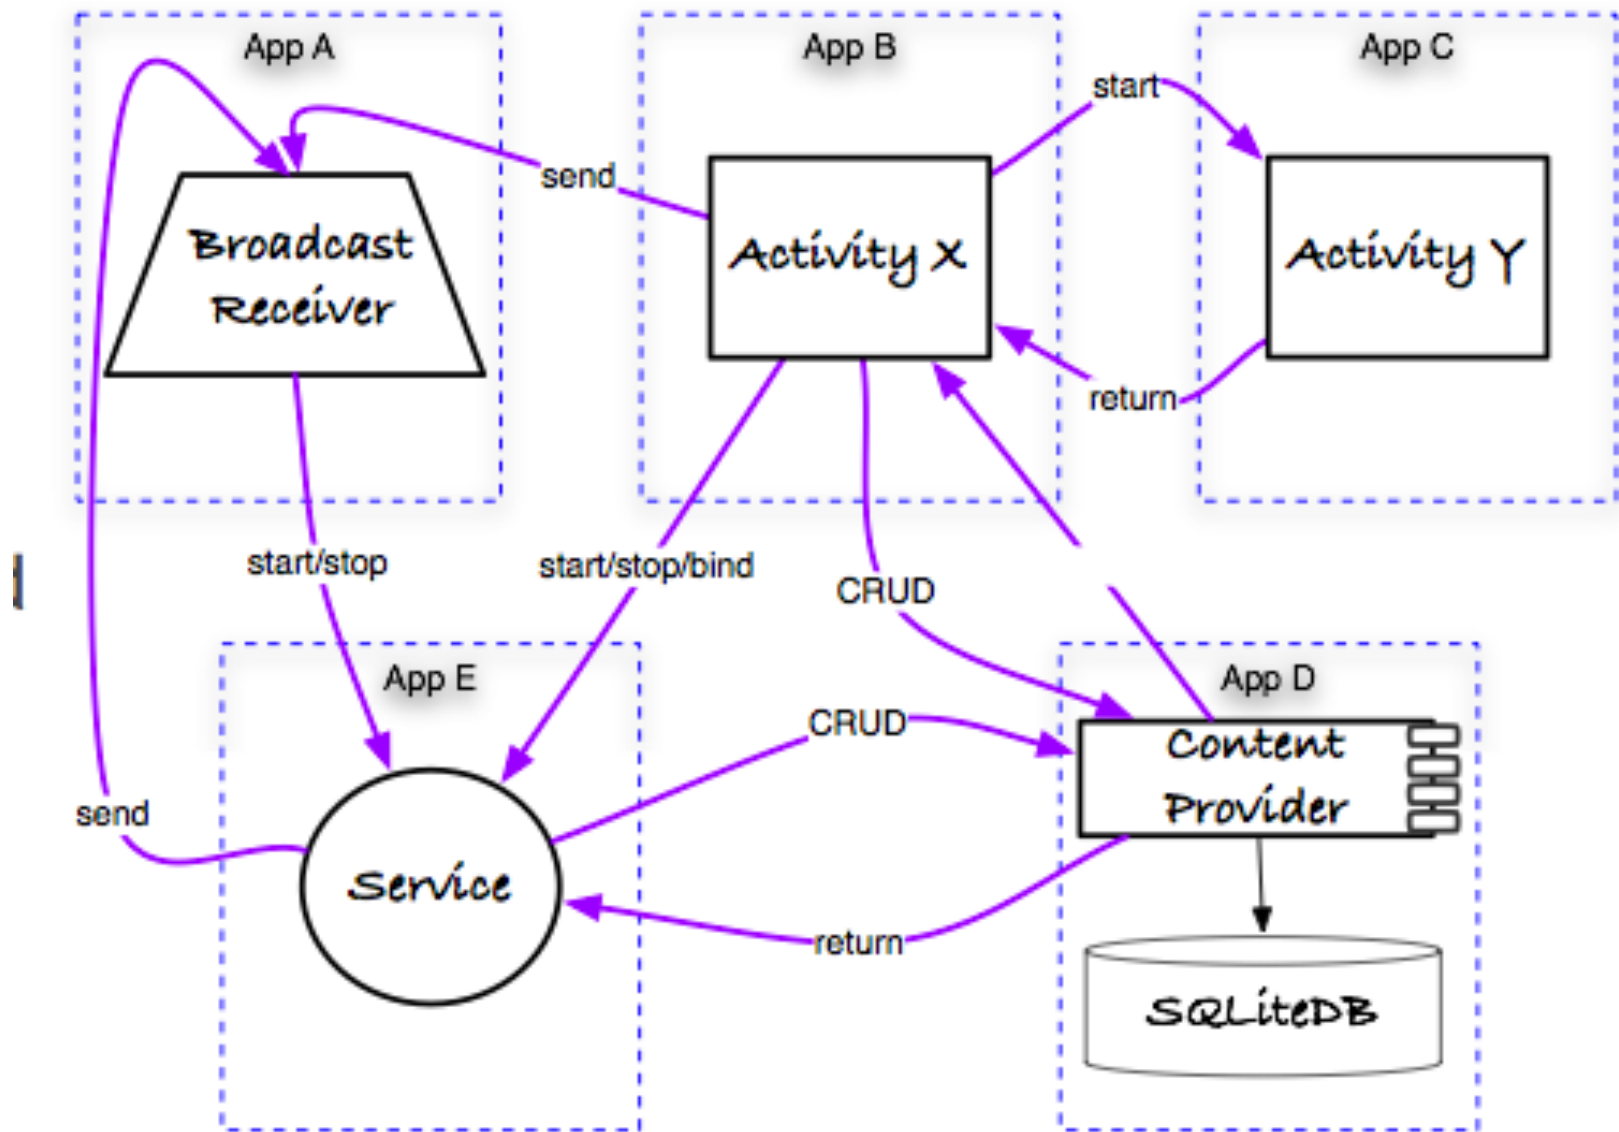 App A
App B
App C
start
send
Broadcast
Receiver
Activity X
Activity Y
return
start/stop
start/stop/bind
CRUD
App E
App D
CRUD
Content
Provider
send
Service
return
SQLiteDB